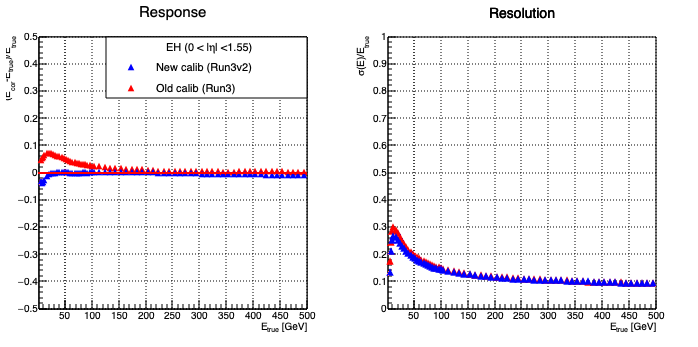 Response
(E_cor-E_true)/E_true
0.5
0.4
0.3
0.2
0.1
0
−0.1
−0.2
−0.3
−0.4
−0.5
EH (0 < |η| <1.55)
New calib (Run3v2)
Old calib (Run3)
50 100 150 200 250 300 350 400 450 500
E_true [GeV]
Resolution
σ(E)/E_true
1
0.9
0.8
0.7
0.6
0.5
0.4
0.3
0.2
0.1
0
50 100 150 200 250 300 350 400 450 500
E_true [GeV]